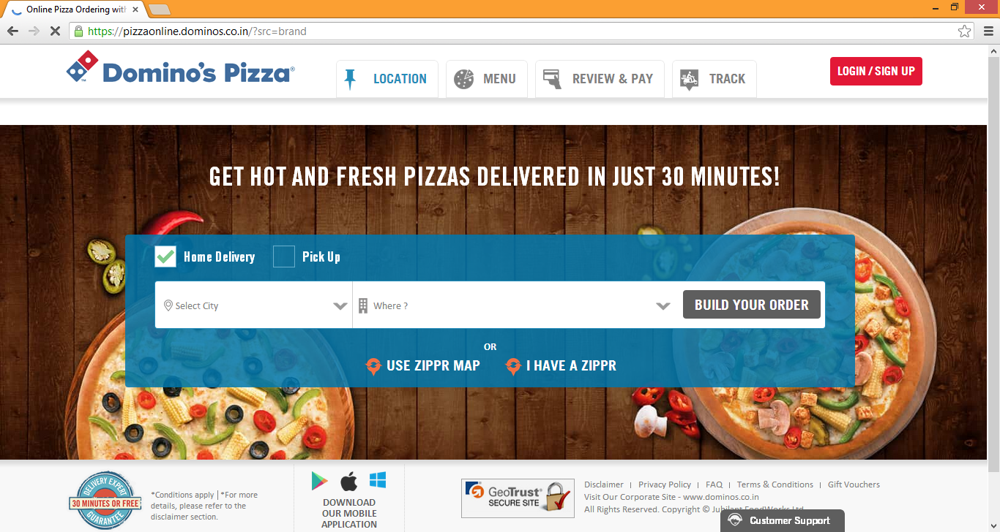 Online Pizza Ordering with
https://pizzaonline.dominos.co.in/?src=brand
Domino's Pizza®
LOCATION
MENU
REVIEW & PAY
TRACK
LOGIN / SIGN UP
GET HOT AND FRESH PIZZAS DELIVERED IN JUST 30 MINUTES!
Home Delivery
Pick Up
Select City
Where ?
BUILD YOUR ORDER
OR
USE ZIPPR MAP
I HAVE A ZIPPR
DELIVERY EXPERT
30 MINUTES OR FREE
GUARANTEE
*Conditions apply | *For more
details, please refer to the
disclaimer section.
DOWNLOAD
OUR MOBILE
APPLICATION
GeoTrust®
SECURE SITE
Disclaimer | Privacy Policy | FAQ | Terms & Conditions | Gift Vouchers
Visit Our Corporate Site - www.dominos.co.in
All Rights Reserved. Copyright © Jubilant FoodWorks Ltd
Customer Support